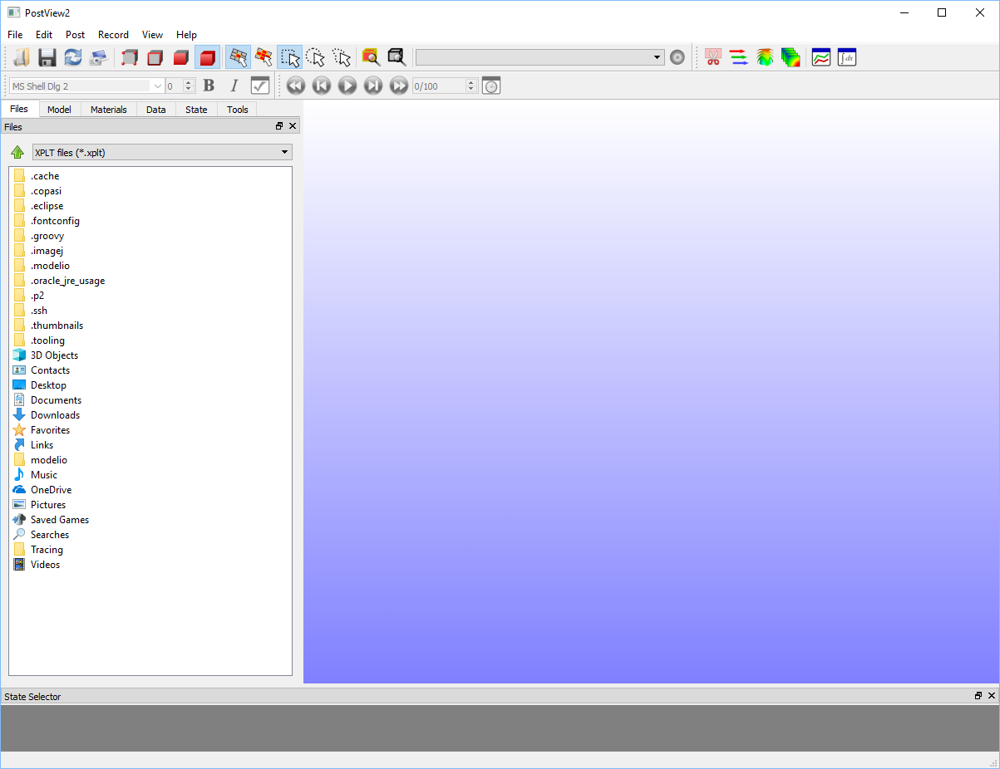 PostView2
File Edit Post Record View Help
MS Shell Dlg 2 0 B I 0/100
∫dx
Files Model Materials Data State Tools
Files
XPLT files (*.xplt)
.cache
.copasi
.eclipse
.fontconfig
.groovy
.imagej
.modelio
.oracle_jre_usage
.p2
.ssh
.thumbnails
.tooling
3D Objects
Contacts
Desktop
Documents
Downloads
Favorites
Links
modelio
Music
OneDrive
Pictures
Saved Games
Searches
Tracing
Videos
State Selector